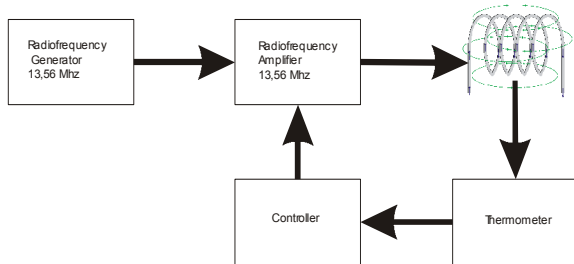 Radiofrequency
Generator
13,56 Mhz
Radiofrequency
Amplifier
13,56 Mhz
Controller
Thermometer